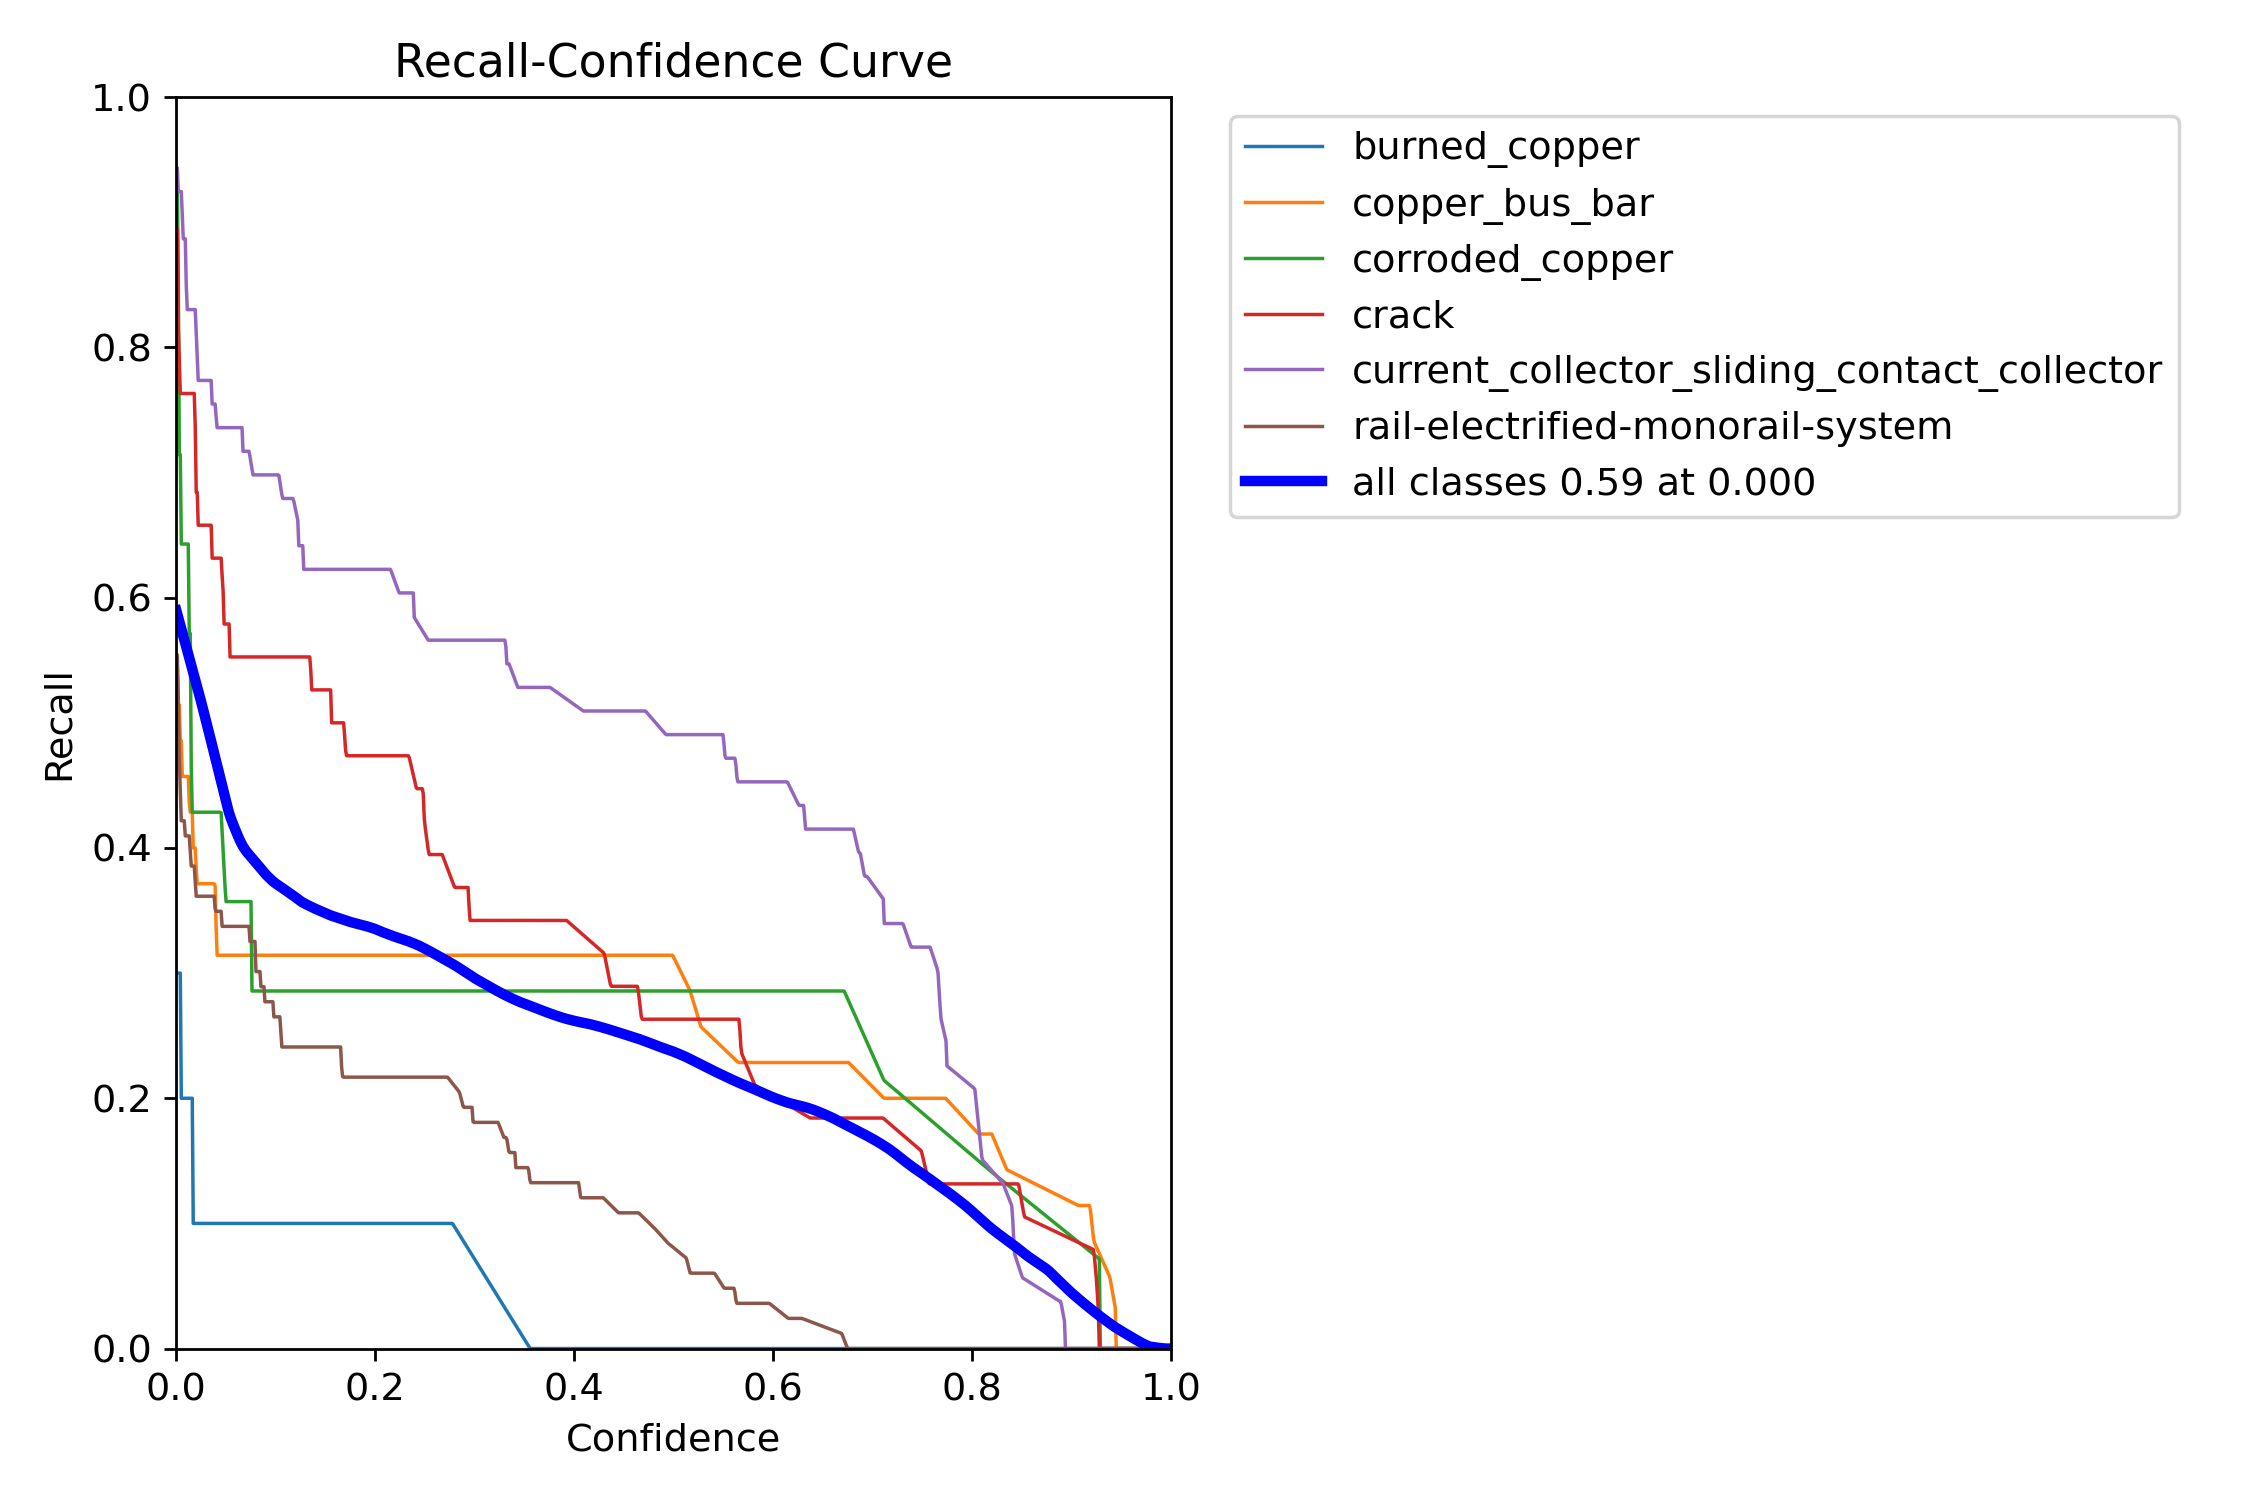 Recall-Confidence Curve
1.0
0.8
0.6
0.4
0.2
0.0
Recall
0.0 0.2 0.4 0.6 0.8 1.0
Confidence
burned_copper
copper_bus_bar
corroded_copper
crack
current_collector_sliding_contact_collector
rail-electrified-monorail-system
all classes 0.59 at 0.000